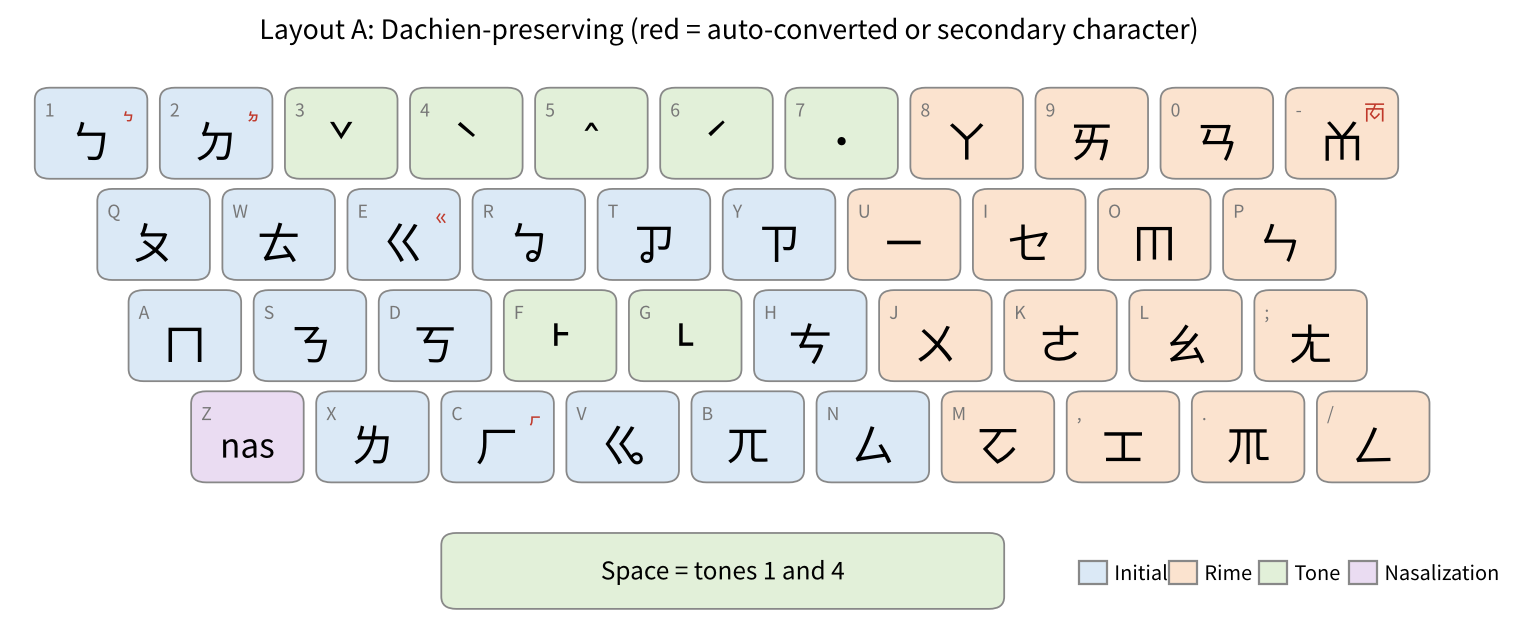 Layout A: Dachien-preserving (red = auto-converted or secondary character)
1 ㄅ ㆴ 2 ㄉ ㆵ 3 ˇ 4 ˋ 5 ˆ 6 ˊ 7 ˙ 8 ㄚ 9 ㄞ 0 ㄢ - ㆰ ㆱ
Q ㄆ W ㄊ E ㄍ ㆶ R ㆠ T ㆡ Y ㄗ U ㄧ I ㆤ O ㆬ P ㄣ
A ㄇ S ㄋ D ㄎ F ˫ G ˪ H ㄘ J ㄨ K ㄜ L ㄠ ; ㄤ
Z nas X ㄌ C ㄏ ㆷ V ㆣ B ㄫ N ㄙ M ㆦ , ㆲ . ㆭ / ㄥ
Space = tones 1 and 4
Initial Rime Tone Nasalization